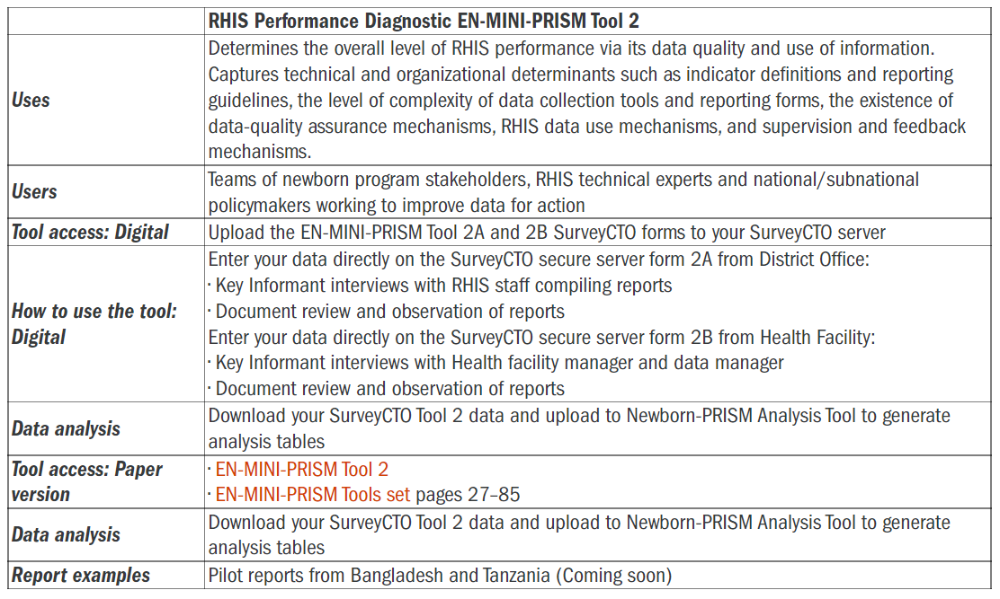 RHIS Performance Diagnostic EN-MINI-PRISM Tool 2
Uses
Determines the overall level of RHIS performance via its data quality and use of information.
Captures technical and organizational determinants such as indicator definitions and reporting
guidelines, the level of complexity of data collection tools and reporting forms, the existence of
data-quality assurance mechanisms, RHIS data use mechanisms, and supervision and feedback
mechanisms.
Users
Teams of newborn program stakeholders, RHIS technical experts and national/subnational
policymakers working to improve data for action
Tool access: Digital
Upload the EN-MINI-PRISM Tool 2A and 2B SurveyCTO forms to your SurveyCTO server
How to use the tool:
Digital
Enter your data directly on the SurveyCTO secure server form 2A from District Office:
· Key Informant interviews with RHIS staff compiling reports
· Document review and observation of reports
Enter your data directly on the SurveyCTO secure server form 2B from Health Facility:
· Key Informant interviews with Health facility manager and data manager
· Document review and observation of reports
Data analysis
Download your SurveyCTO Tool 2 data and upload to Newborn-PRISM Analysis Tool to generate
analysis tables
Tool access: Paper
version
· EN-MINI-PRISM Tool 2
· EN-MINI-PRISM Tools set pages 27–85
Data analysis
Download your SurveyCTO Tool 2 data and upload to Newborn-PRISM Analysis Tool to generate
analysis tables
Report examples
Pilot reports from Bangladesh and Tanzania (Coming soon)